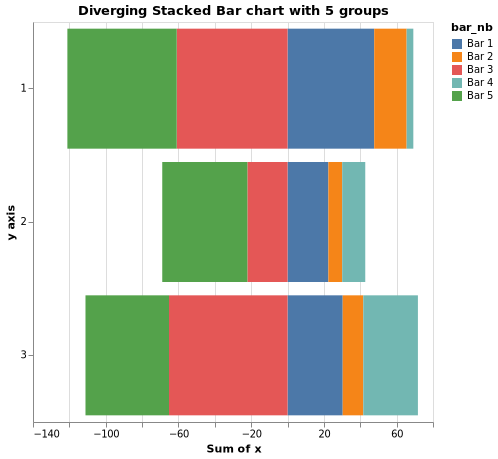 Diverging Stacked Bar chart with 5 groups
bar_nb
Bar 1
Bar 2
Bar 3
Bar 4
Bar 5
y axis
1
2
3
−140 −100 −60 −20 20 60
Sum of x